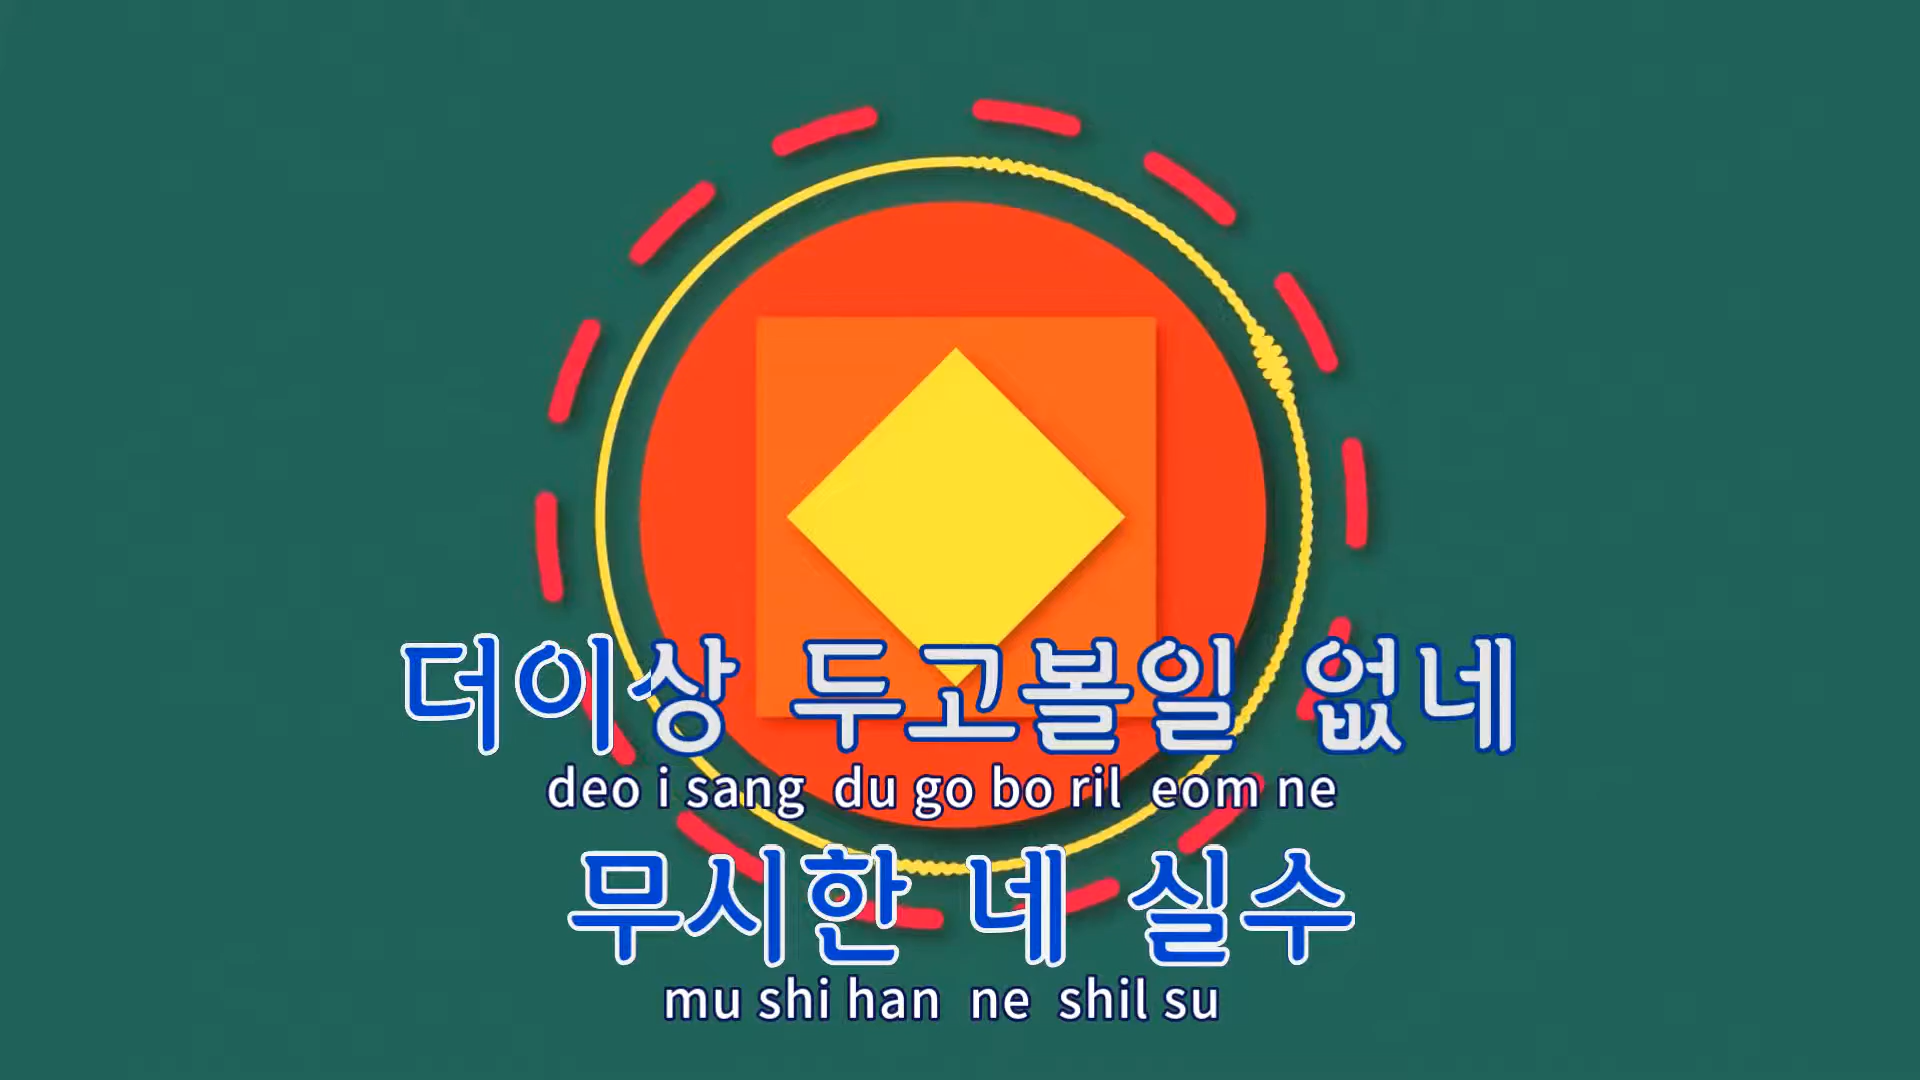 더이상 두고볼일 없네
deo i sang du go bo ril eom ne
무시한 네 실수
mu shi han ne shil su